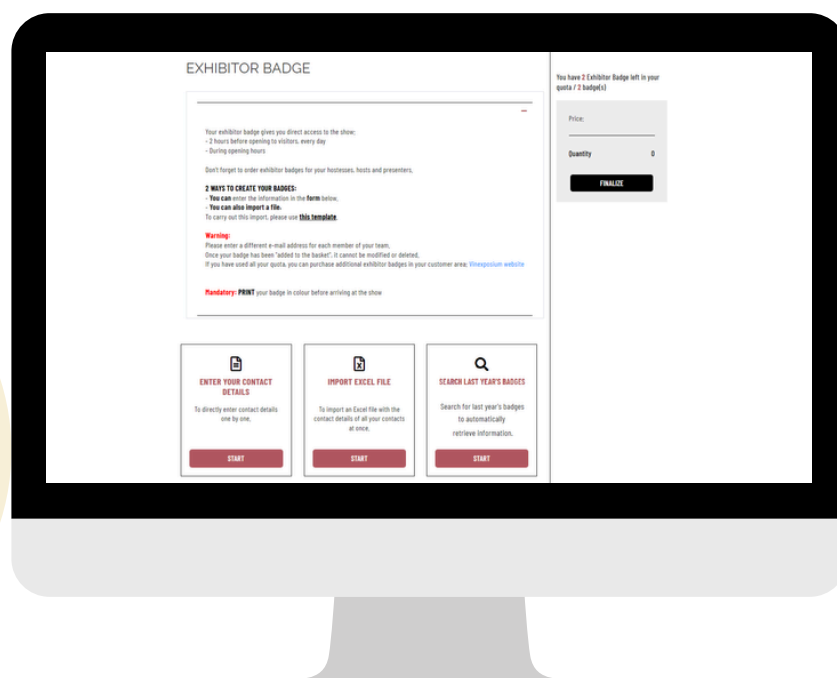 EXHIBITOR BADGE
Your exhibitor badge gives you direct access to the show:
- 2 hours before opening to visitors, every day
- During opening hours
Don't forget to order exhibitor badges for your hostesses, hosts and presenters.
2 WAYS TO CREATE YOUR BADGES:
- You can enter the information in the form below.
- You can also import a file.
To carry out this import, please use this template.
Warning:
Please enter a different e-mail address for each member of your team.
Once your badge has been "added to the basket", it cannot be modified or deleted.
If you have used all your quota, you can purchase additional exhibitor badges in your customer area: Vinexposium website
Mandatory: PRINT your badge in colour before arriving at the show
ENTER YOUR CONTACT
DETAILS
To directly enter contact details
one by one.
START
IMPORT EXCEL FILE
To import an Excel file with the
contact details of all your contacts
at once.
START
SEARCH LAST YEAR'S BADGES
Search for last year's badges
to automatically
retrieve information.
START
You have 2 Exhibitor Badge left in your
quota / 2 badge(s)
Price:
Quantity 0
FINALIZE